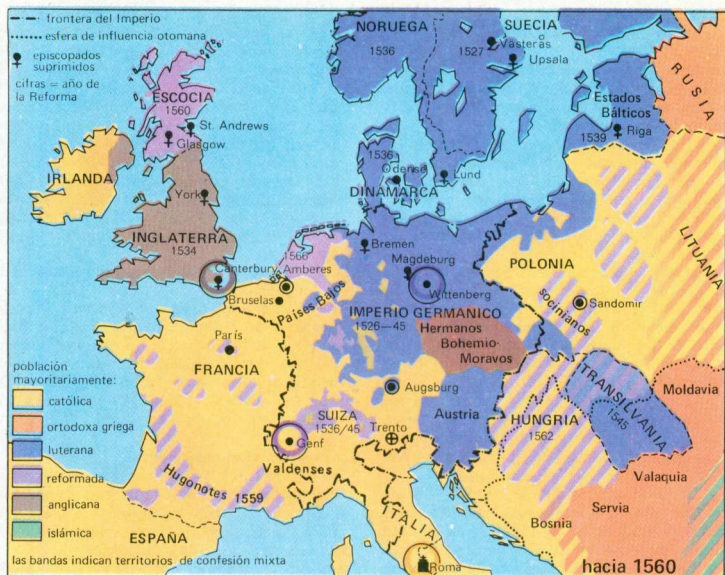 frontera del Imperio
esfera de influencia otomana
episcopados
suprimidos
cifras = año de
la Reforma
NORUEGA
1536
SUECIA
1527
Västerås
Upsala
RUSIA
ESCOCIA
1560
St. Andrews
Glasgow
Estados
Bálticos
1539
Riga
IRLANDA
York
INGLATERRA
1534
Canterbury
1536
Odense
DINAMARCA
Lund
LITUANIA
1566
Amberes
Bruselas
Países Bajos
Bremen
Magdeburg
Wittenberg
POLONIA
socinianos
Sandomir
IMPERIO GERMANICO
1526—45
Hermanos
Bohemio-
Moravos
París
FRANCIA
población
mayoritariamente:
católica
ortodoxa griega
luterana
reformada
anglicana
islámica
Augsburg
Austria
SUIZA
1536/45
Trento
Genf
Valdenses
HUNGRIA
1562
TRANSILVANIA
1545
Moldavia
Valaquia
Servia
Bosnia
Hugonotes 1559
ESPAÑA
ITALIA
Roma
las bandas indican territorios de confesión mixta
hacia 1560